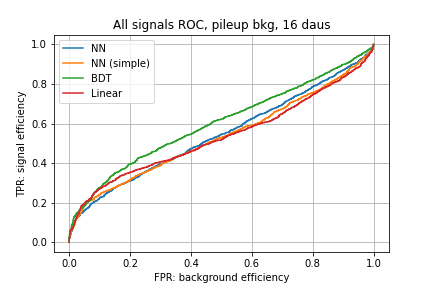 All signals ROC, pileup bkg, 16 daus
NN
NN (simple)
BDT
Linear
TPR: signal efficiency
1.0
0.8
0.6
0.4
0.2
0.0
0.0 0.2 0.4 0.6 0.8 1.0
FPR: background efficiency